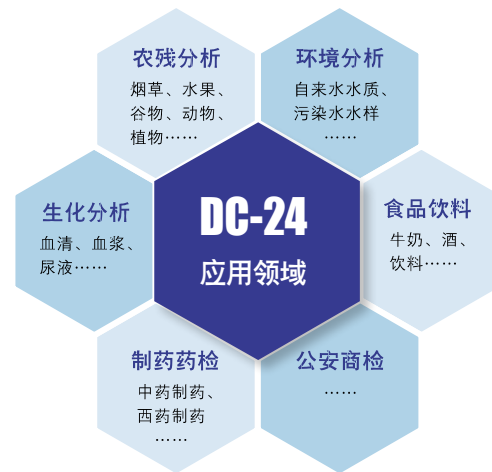 农残分析
烟草、水果、
谷物、动物、
植物……
环境分析
自来水水质、
污染水水样
……
生化分析
血清、血浆、
尿液……
DC-24
应用领域
食品饮料
牛奶、酒、
饮料……
制药药检
中药制药、
西药制药
……
公安商检
……